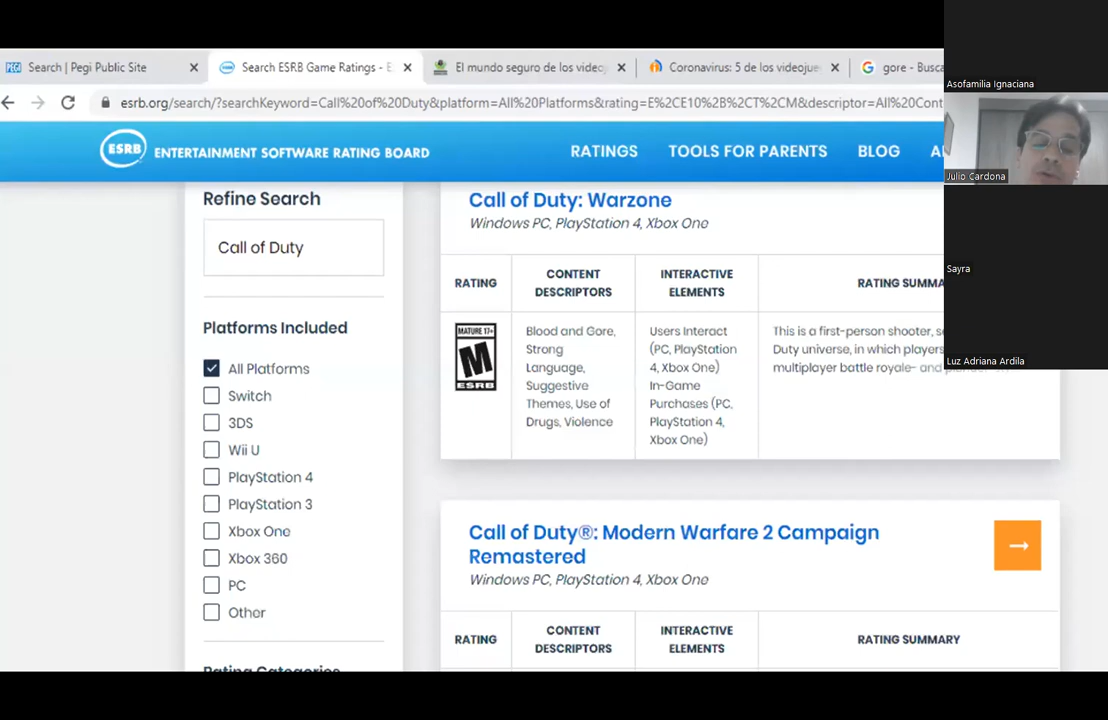 Search | Pegi Public Site
Search ESRB Game Ratings - E
El mundo seguro de los videoj
Coronavirus: 5 de los videojue
gore - Busca
esrb.org/search/?searchKeyword=Call%20of%20Duty&platform=All%20Platforms&rating=E%2CE10%2B%2CT%2CM&descriptor=All%20Cont
ESRB ENTERTAINMENT SOFTWARE RATING BOARD
RATINGS
TOOLS FOR PARENTS
BLOG
Refine Search
Call of Duty
Platforms Included
All Platforms
Switch
3DS
Wii U
PlayStation 4
PlayStation 3
Xbox One
Xbox 360
PC
Other
Rating Categories
Call of Duty: Warzone
Windows PC, PlayStation 4, Xbox One
RATING
CONTENT
DESCRIPTORS
INTERACTIVE
ELEMENTS
RATING SUMMA
MATURE 17+
M
ESRB
Blood and Gore,
Strong
Language,
Suggestive
Themes, Use of
Drugs, Violence
Users Interact
(PC, PlayStation
4, Xbox One)
In-Game
Purchases (PC,
PlayStation 4,
Xbox One)
This is a first-person shooter, s
Duty universe, in which players
multiplayer battle royale- and
Call of Duty®: Modern Warfare 2 Campaign
Remastered
Windows PC, PlayStation 4, Xbox One
RATING
CONTENT
DESCRIPTORS
INTERACTIVE
ELEMENTS
RATING SUMMARY
Asofamilia Ignaciana
Julio Cardona
Sayra
Luz Adriana Ardila